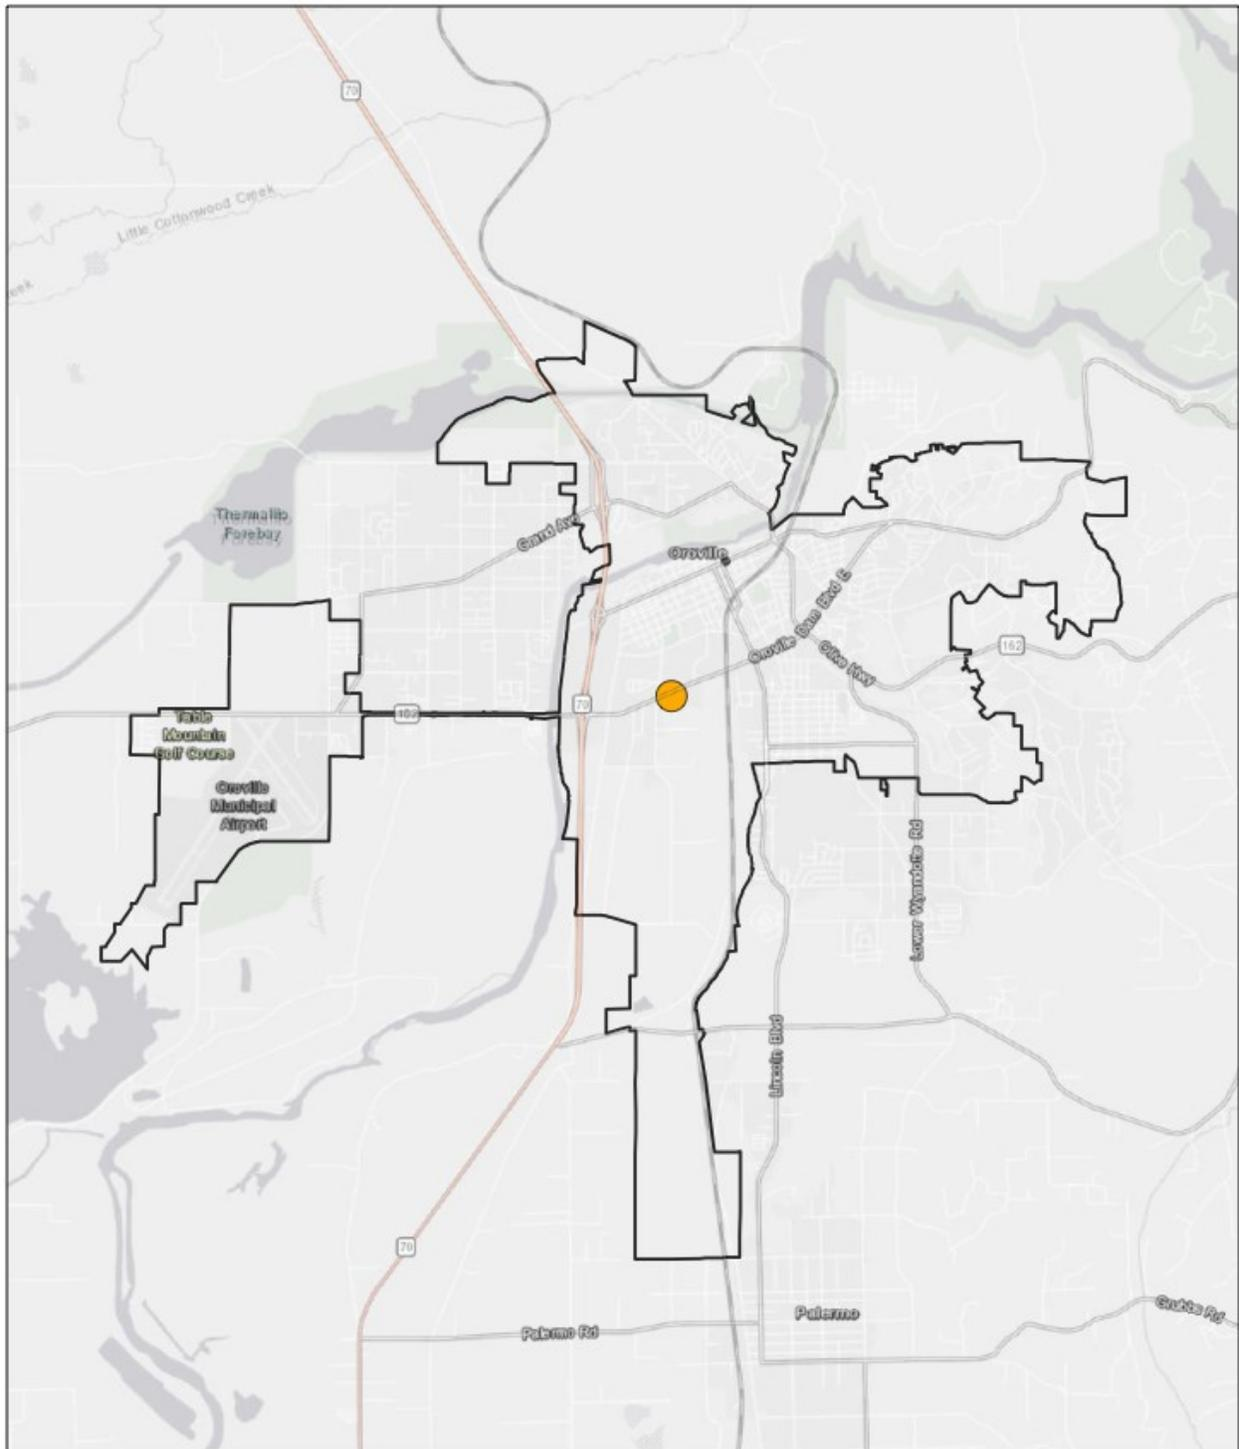 70
Little Cottonwood Creek
eek
Thermalito
Forebay
Grand Ave
Oroville
Oroville Dam Blvd E
Olive Hwy
162
70
162
Table
Mountain
Golf Course
Oroville
Municipal
Airport
Lower Wyandotte Rd
Lincoln Blvd
70
Palermo
Grubbs Rd
Palermo Rd